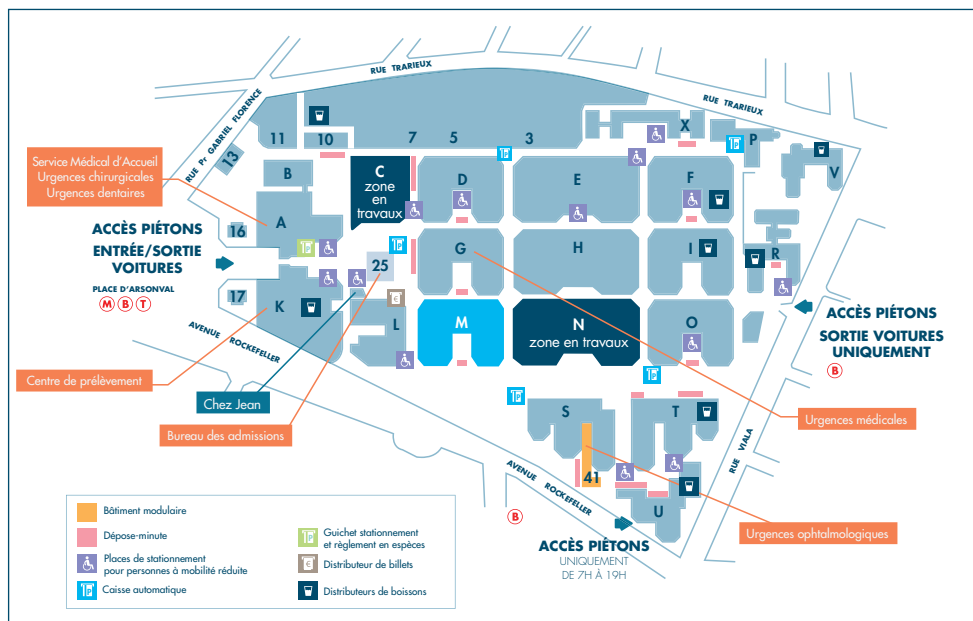 RUE TRARIEUX
RUE TRARIEUX
RUE Pr GABRIEL FLORENCE
11
10
7
5
3
X
P
V
13
Service Médical d'Accueil
Urgences chirurgicales
Urgences dentaires
B
C
zone
en
travaux
D
E
F
A
16
ACCÈS PIÉTONS
ENTRÉE/SORTIE
VOITURES
PLACE D'ARSONVAL
M B T
25
G
H
I
R
17
K
L
M
N
zone en travaux
O
ACCÈS PIÉTONS
SORTIE VOITURES
UNIQUEMENT
B
AVENUE ROCKEFELLER
Centre de prélèvement
Chez Jean
Bureau des admissions
S
T
Urgences médicales
RUE VIALA
41
U
AVENUE ROCKEFELLER
B
Urgences ophtalmologiques
ACCÈS PIÉTONS
UNIQUEMENT
DE 7H À 19H
Bâtiment modulaire
Dépose-minute
Places de stationnement
pour personnes à mobilité réduite
Caisse automatique
Guichet stationnement
et règlement en espèces
Distributeur de billets
Distributeurs de boissons